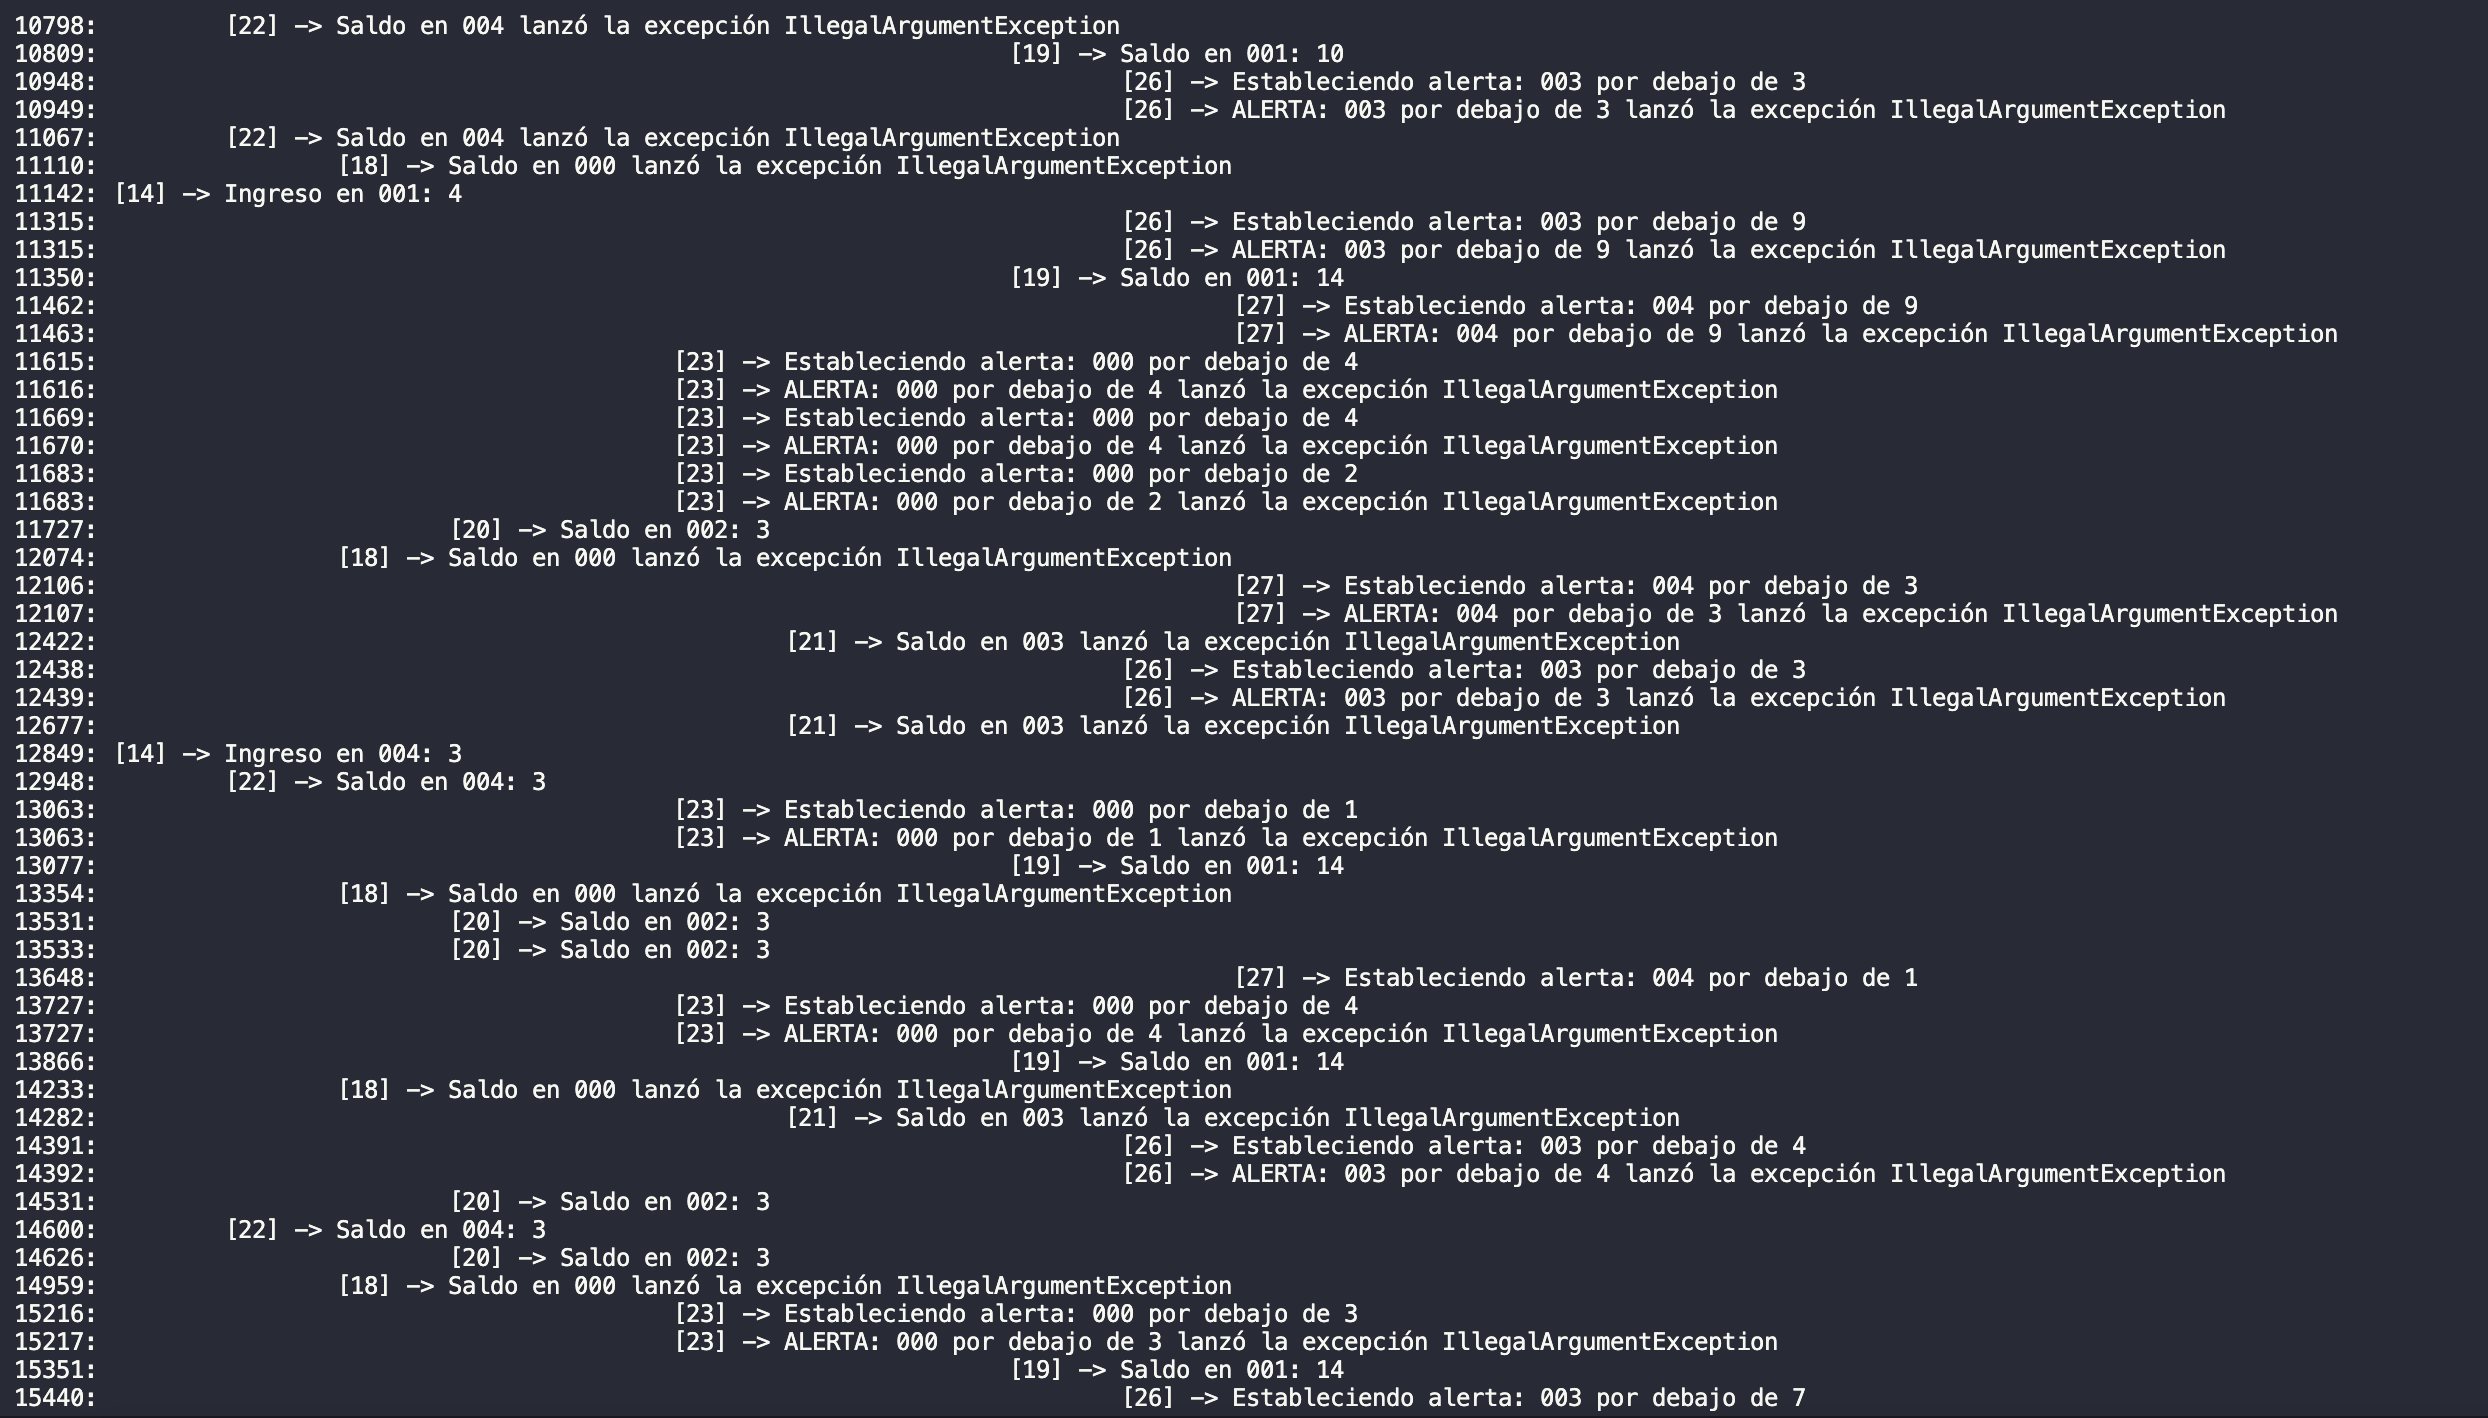 10798: [22] –> Saldo en 004 lanzó la excepción IllegalArgumentException
10809: [19] –> Saldo en 001: 10
10948: [26] –> Estableciendo alerta: 003 por debajo de 3
10949: [26] –> ALERTA: 003 por debajo de 3 lanzó la excepción IllegalArgumentException
11067: [22] –> Saldo en 004 lanzó la excepción IllegalArgumentException
11110: [18] –> Saldo en 000 lanzó la excepción IllegalArgumentException
11142: [14] –> Ingreso en 001: 4
11315: [26] –> Estableciendo alerta: 003 por debajo de 9
11315: [26] –> ALERTA: 003 por debajo de 9 lanzó la excepción IllegalArgumentException
11350: [19] –> Saldo en 001: 14
11462: [27] –> Estableciendo alerta: 004 por debajo de 9
11463: [27] –> ALERTA: 004 por debajo de 9 lanzó la excepción IllegalArgumentException
11615: [23] –> Estableciendo alerta: 000 por debajo de 4
11616: [23] –> ALERTA: 000 por debajo de 4 lanzó la excepción IllegalArgumentException
11669: [23] –> Estableciendo alerta: 000 por debajo de 4
11670: [23] –> ALERTA: 000 por debajo de 4 lanzó la excepción IllegalArgumentException
11683: [23] –> Estableciendo alerta: 000 por debajo de 2
11683: [23] –> ALERTA: 000 por debajo de 2 lanzó la excepción IllegalArgumentException
11727: [20] –> Saldo en 002: 3
12074: [18] –> Saldo en 000 lanzó la excepción IllegalArgumentException
12106: [27] –> Estableciendo alerta: 004 por debajo de 3
12107: [27] –> ALERTA: 004 por debajo de 3 lanzó la excepción IllegalArgumentException
12422: [21] –> Saldo en 003 lanzó la excepción IllegalArgumentException
12438: [26] –> Estableciendo alerta: 003 por debajo de 3
12439: [26] –> ALERTA: 003 por debajo de 3 lanzó la excepción IllegalArgumentException
12677: [21] –> Saldo en 003 lanzó la excepción IllegalArgumentException
12849: [14] –> Ingreso en 004: 3
12948: [22] –> Saldo en 004: 3
13063: [23] –> Estableciendo alerta: 000 por debajo de 1
13063: [23] –> ALERTA: 000 por debajo de 1 lanzó la excepción IllegalArgumentException
13077: [19] –> Saldo en 001: 14
13354: [18] –> Saldo en 000 lanzó la excepción IllegalArgumentException
13531: [20] –> Saldo en 002: 3
13533: [20] –> Saldo en 002: 3
13648: [27] –> Estableciendo alerta: 004 por debajo de 1
13727: [23] –> Estableciendo alerta: 000 por debajo de 4
13727: [23] –> ALERTA: 000 por debajo de 4 lanzó la excepción IllegalArgumentException
13866: [19] –> Saldo en 001: 14
14233: [18] –> Saldo en 000 lanzó la excepción IllegalArgumentException
14282: [21] –> Saldo en 003 lanzó la excepción IllegalArgumentException
14391: [26] –> Estableciendo alerta: 003 por debajo de 4
14392: [26] –> ALERTA: 003 por debajo de 4 lanzó la excepción IllegalArgumentException
14531: [20] –> Saldo en 002: 3
14600: [22] –> Saldo en 004: 3
14626: [20] –> Saldo en 002: 3
14959: [18] –> Saldo en 000 lanzó la excepción IllegalArgumentException
15216: [23] –> Estableciendo alerta: 000 por debajo de 3
15217: [23] –> ALERTA: 000 por debajo de 3 lanzó la excepción IllegalArgumentException
15351: [19] –> Saldo en 001: 14
15440: [26] –> Estableciendo alerta: 003 por debajo de 7